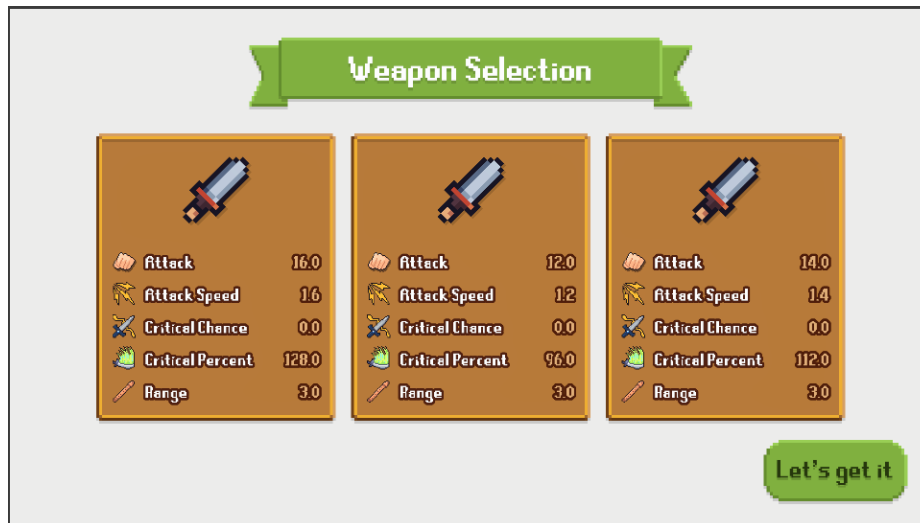 Weapon Selection
Attack 16.0
Attack Speed 1.6
Critical Chance 0.0
Critical Percent 128.0
Range 3.0
Attack 12.0
Attack Speed 1.2
Critical Chance 0.0
Critical Percent 96.0
Range 3.0
Attack 14.0
Attack Speed 1.4
Critical Chance 0.0
Critical Percent 112.0
Range 3.0
Let's get it